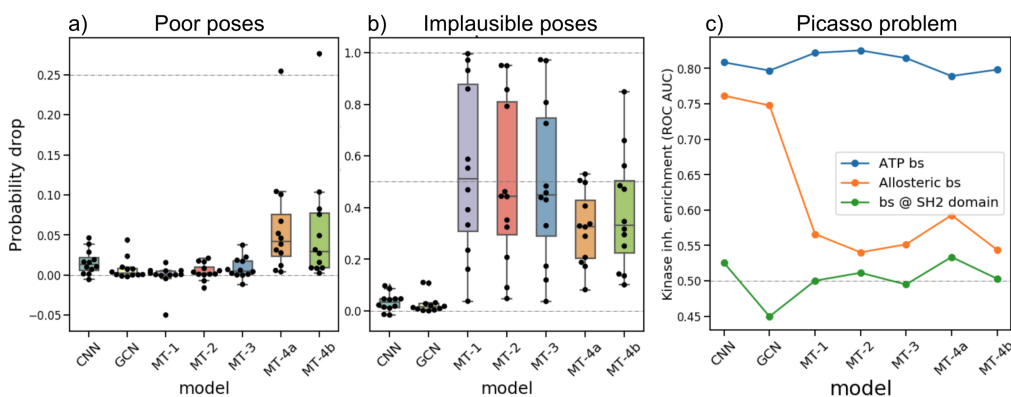 a) Poor poses
b) Implausible poses
c) Picasso problem
Probability drop
0.25
0.20
0.15
0.10
0.05
0.00
−0.05
CNN
GCN
MT-1
MT-2
MT-3
MT-4a
MT-4b
model
1.0
0.8
0.6
0.4
0.2
0.0
CNN
GCN
MT-1
MT-2
MT-3
MT-4a
MT-4b
model
Kinase inh. enrichment (ROC AUC)
0.80
0.75
0.70
0.65
0.60
0.55
0.50
0.45
ATP bs
Allosteric bs
bs @ SH2 domain
CNN
GCN
MT-1
MT-2
MT-3
MT-4a
MT-4b
model